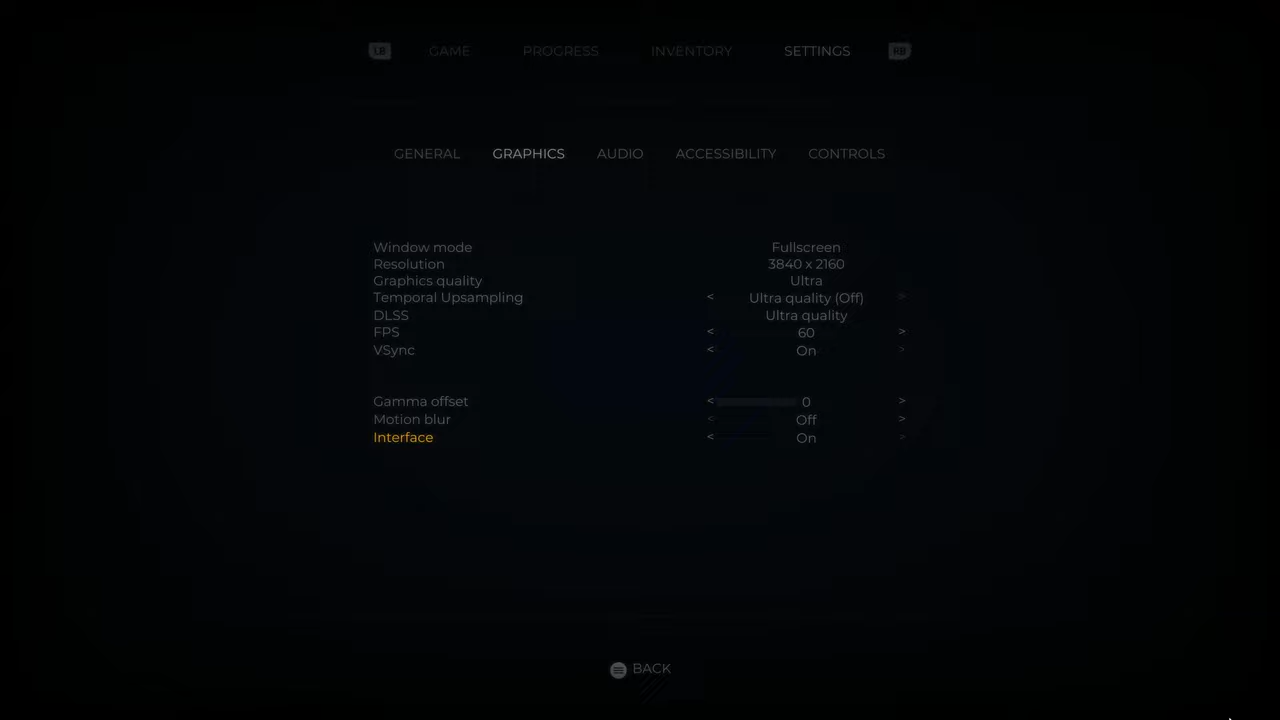 LB GAME PROGRESS INVENTORY SETTINGS RB
GENERAL GRAPHICS AUDIO ACCESSIBILITY CONTROLS
Window mode Fullscreen
Resolution 3840 x 2160
Graphics quality Ultra
Temporal Upsampling < Ultra quality (Off) >
DLSS Ultra quality
FPS < 60 >
VSync < On >
Gamma offset < 0 >
Motion blur < Off >
Interface < On >
BACK